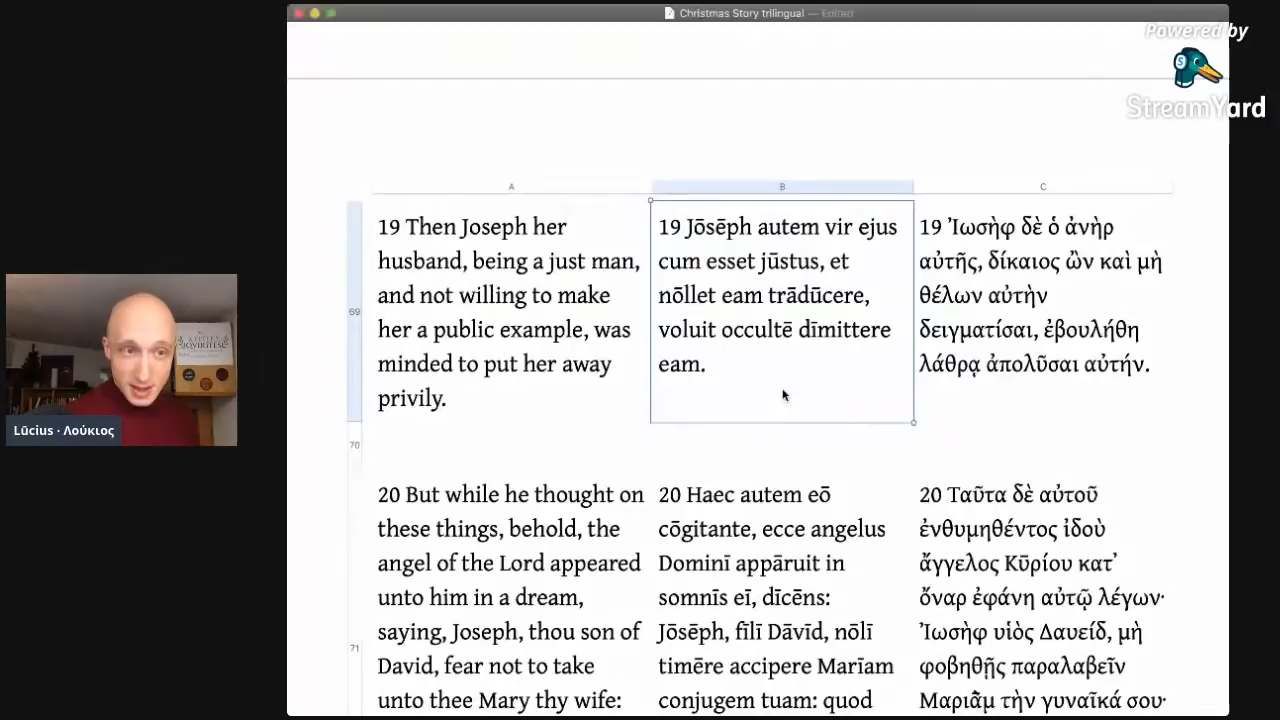 Christmas Story trilingual — Edited
Powered by
S
StreamYard
A
B
C
69
19 Then Joseph her
husband, being a just man,
and not willing to make
her a public example, was
minded to put her away
privily.
19 Jōsēph autem vir ejus
cum esset jūstus, et
nōllet eam trādūcere,
voluit occultē dīmittere
eam.
19 Ἰωσὴφ δὲ ὁ ἀνὴρ
αὐτῆς, δίκαιος ὢν καὶ μὴ
θέλων αὐτὴν
δειγματίσαι, ἐβουλήθη
λάθρᾳ ἀπολῦσαι αὐτήν.
70
71
20 But while he thought on
these things, behold, the
angel of the Lord appeared
unto him in a dream,
saying, Joseph, thou son of
David, fear not to take
unto thee Mary thy wife:
20 Haec autem eō
cōgitante, ecce angelus
Dominī appāruit in
somnīs eī, dīcēns:
Jōsēph, fīlī Dāvīd, nōlī
timēre accipere Marīam
conjugem tuam: quod
20 Ταῦτα δὲ αὐτοῦ
ἐνθυμηθέντος ἰδοὺ
ἄγγελος Κῡρίου κατ’
ὄναρ ἐφάνη αὐτῷ λέγων·
Ἰωσὴφ υἱὸς Δαυείδ, μὴ
φοβηθῇς παραλαβεῖν
Μαριᾱ̀μ τὴν γυναῖκά σου·
Lūcius · Λούκιος